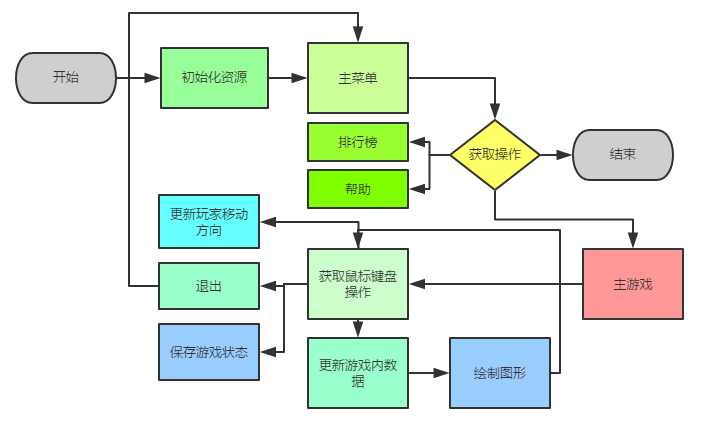 开始
初始化资源
主菜单
排行榜
获取操作
结束
帮助
更新玩家移动
方向
获取鼠标键盘
操作
退出
主游戏
保存游戏状态
更新游戏内数
据
绘制图形